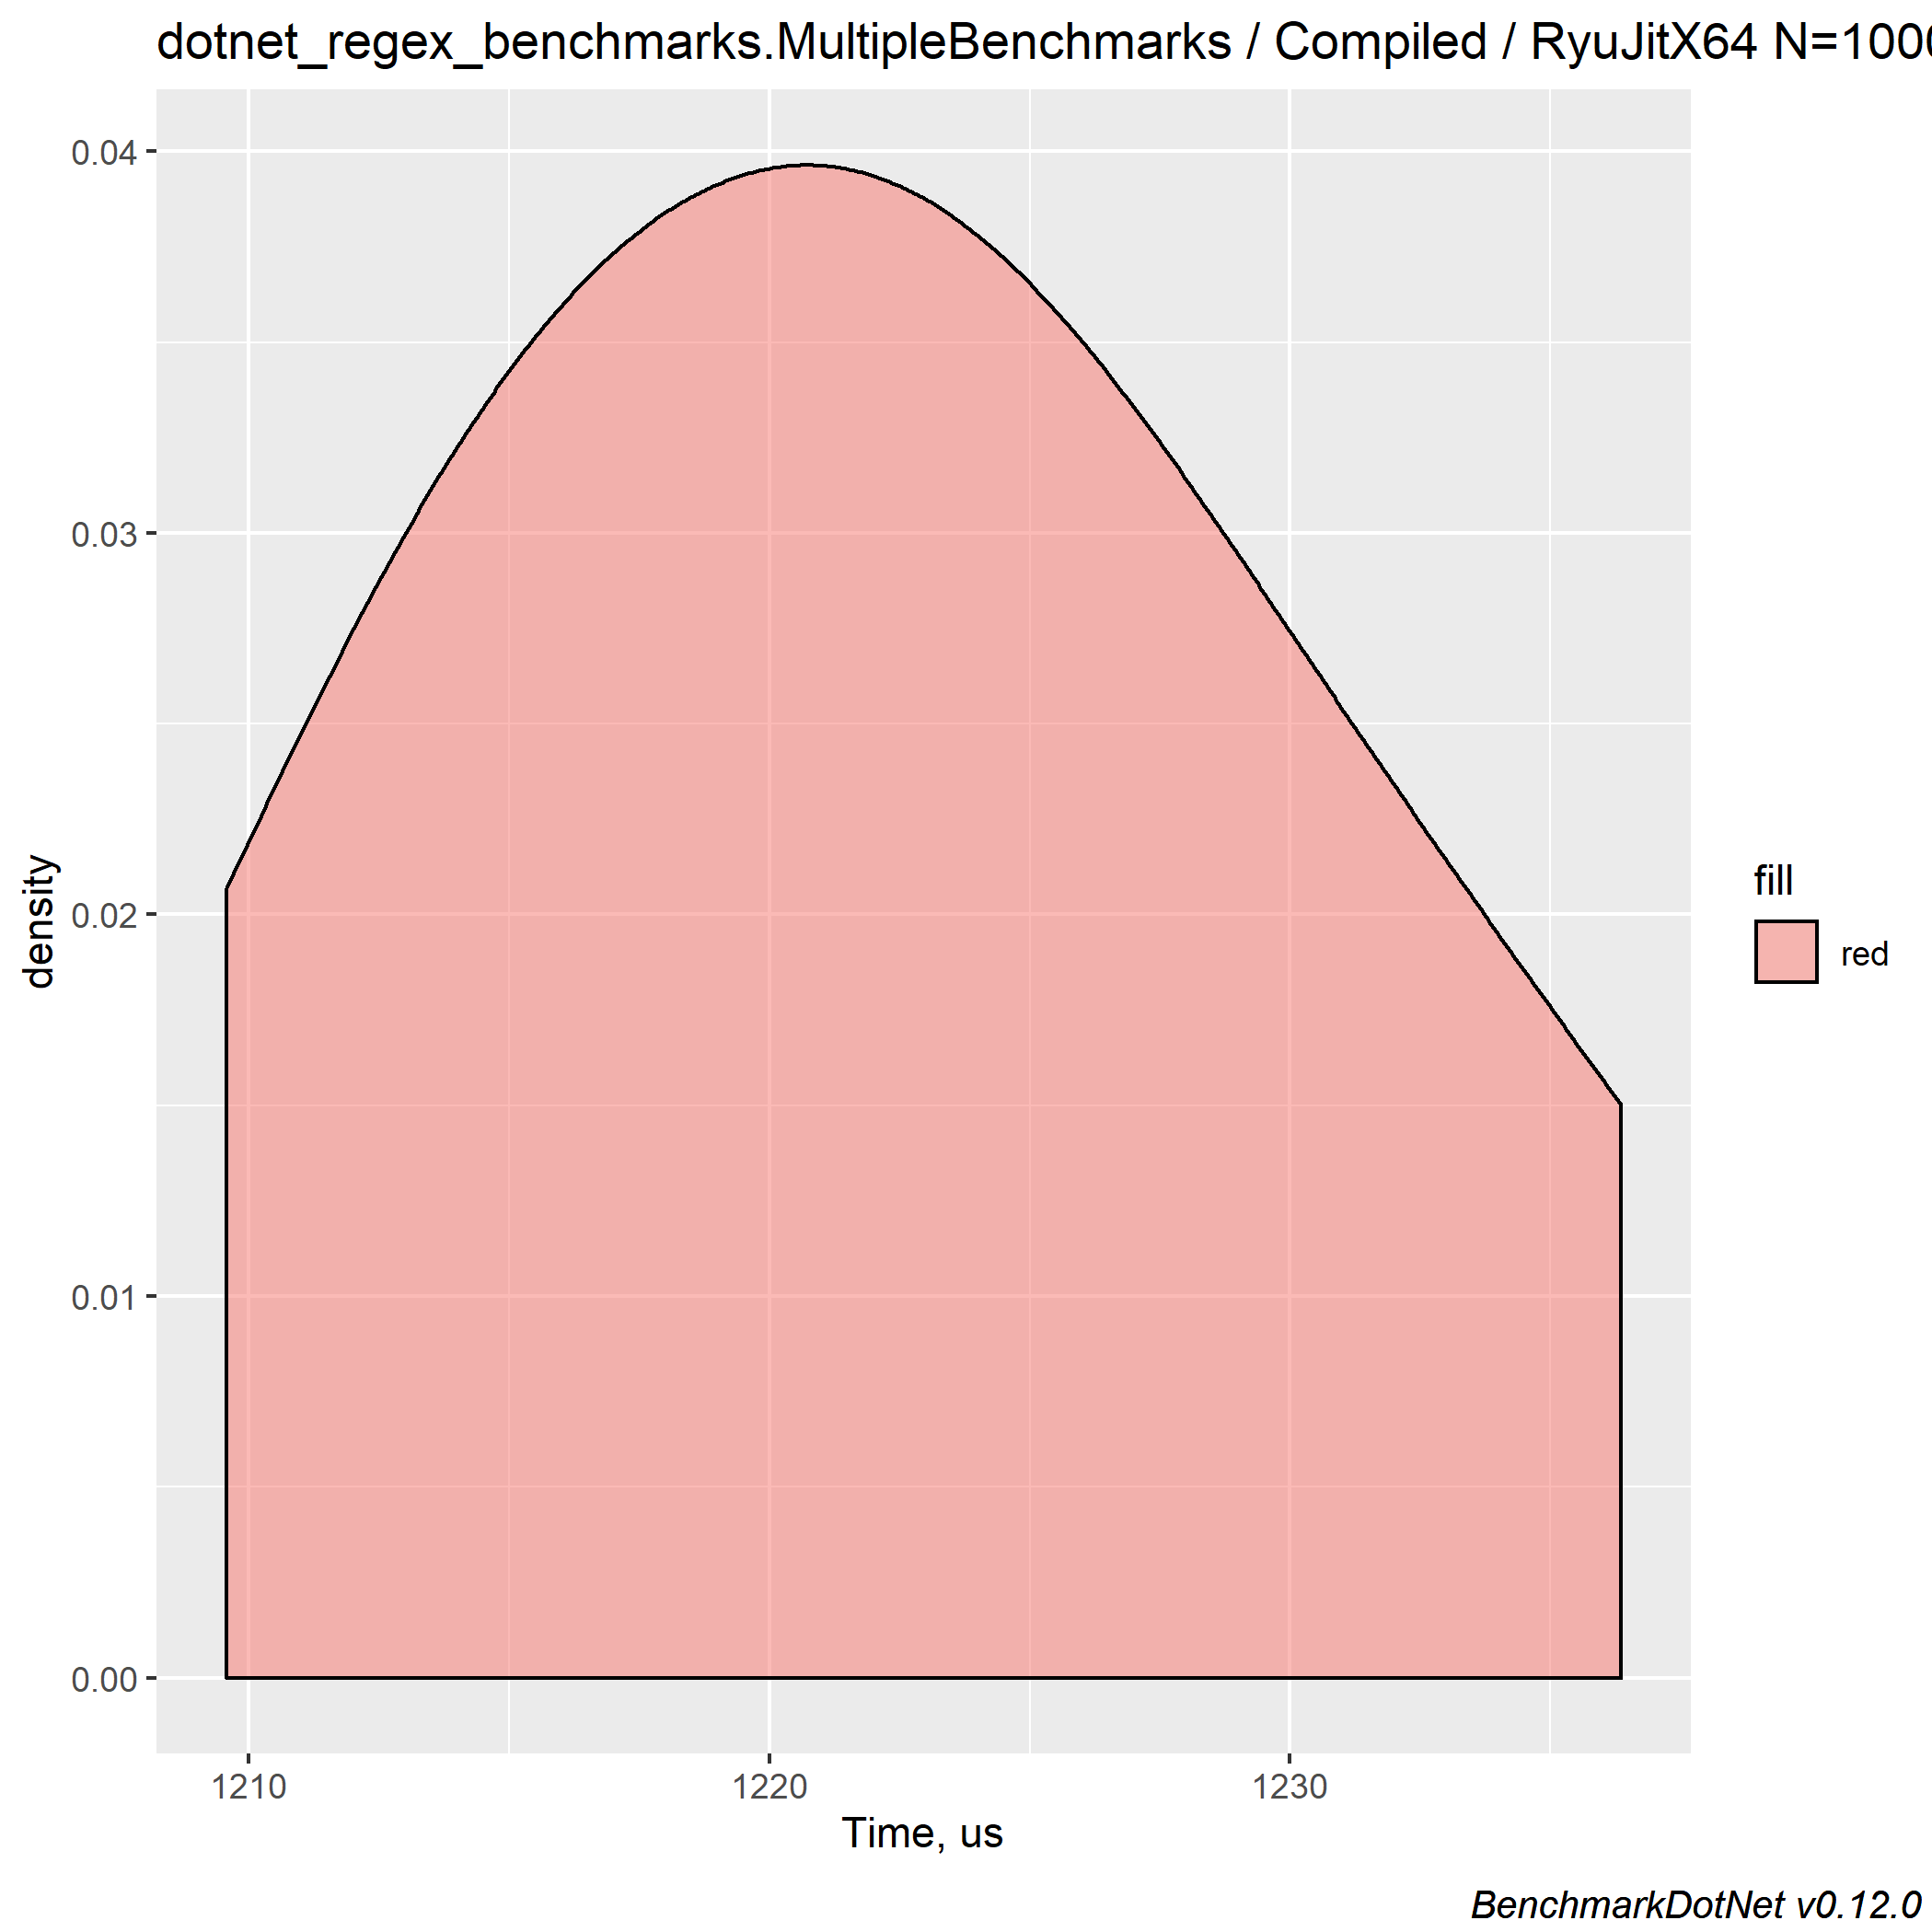 dotnet_regex_benchmarks.MultipleBenchmarks / Compiled / RyuJitX64 N=1000
0.04
0.03
0.02
0.01
0.00
density
1210 1220 1230
Time, us
fill
red
BenchmarkDotNet v0.12.0